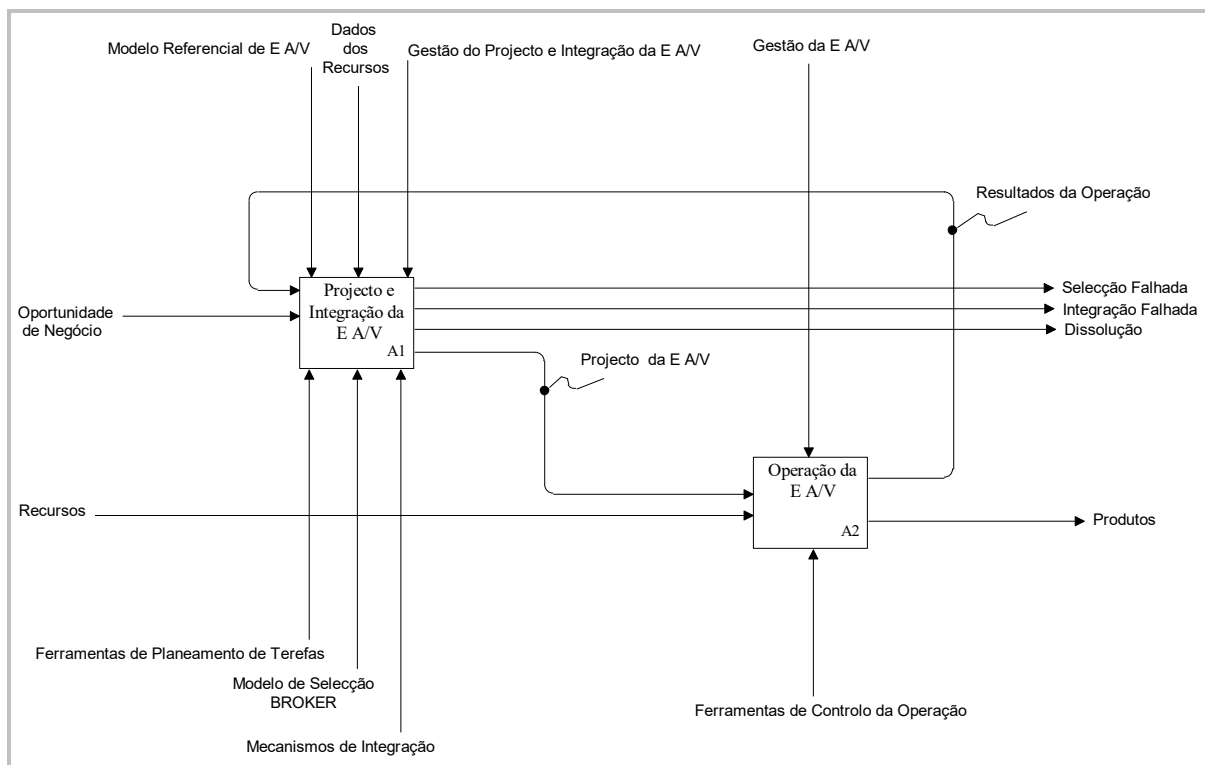 Dados
dos
Recursos
Modelo Referencial de E A/V
Gestão do Projecto e Integração da E A/V
Gestão da E A/V
Resultados da Operação
Projecto e
Integração da
E A/V
A1
Selecção Falhada
Integração Falhada
Dissolução
Oportunidade
de Negócio
Projecto da E A/V
Operação da
E A/V
A2
Recursos
Produtos
Ferramentas de Planeamento de Terefas
Modelo de Selecção
BROKER
Ferramentas de Controlo da Operação
Mecanismos de Integração